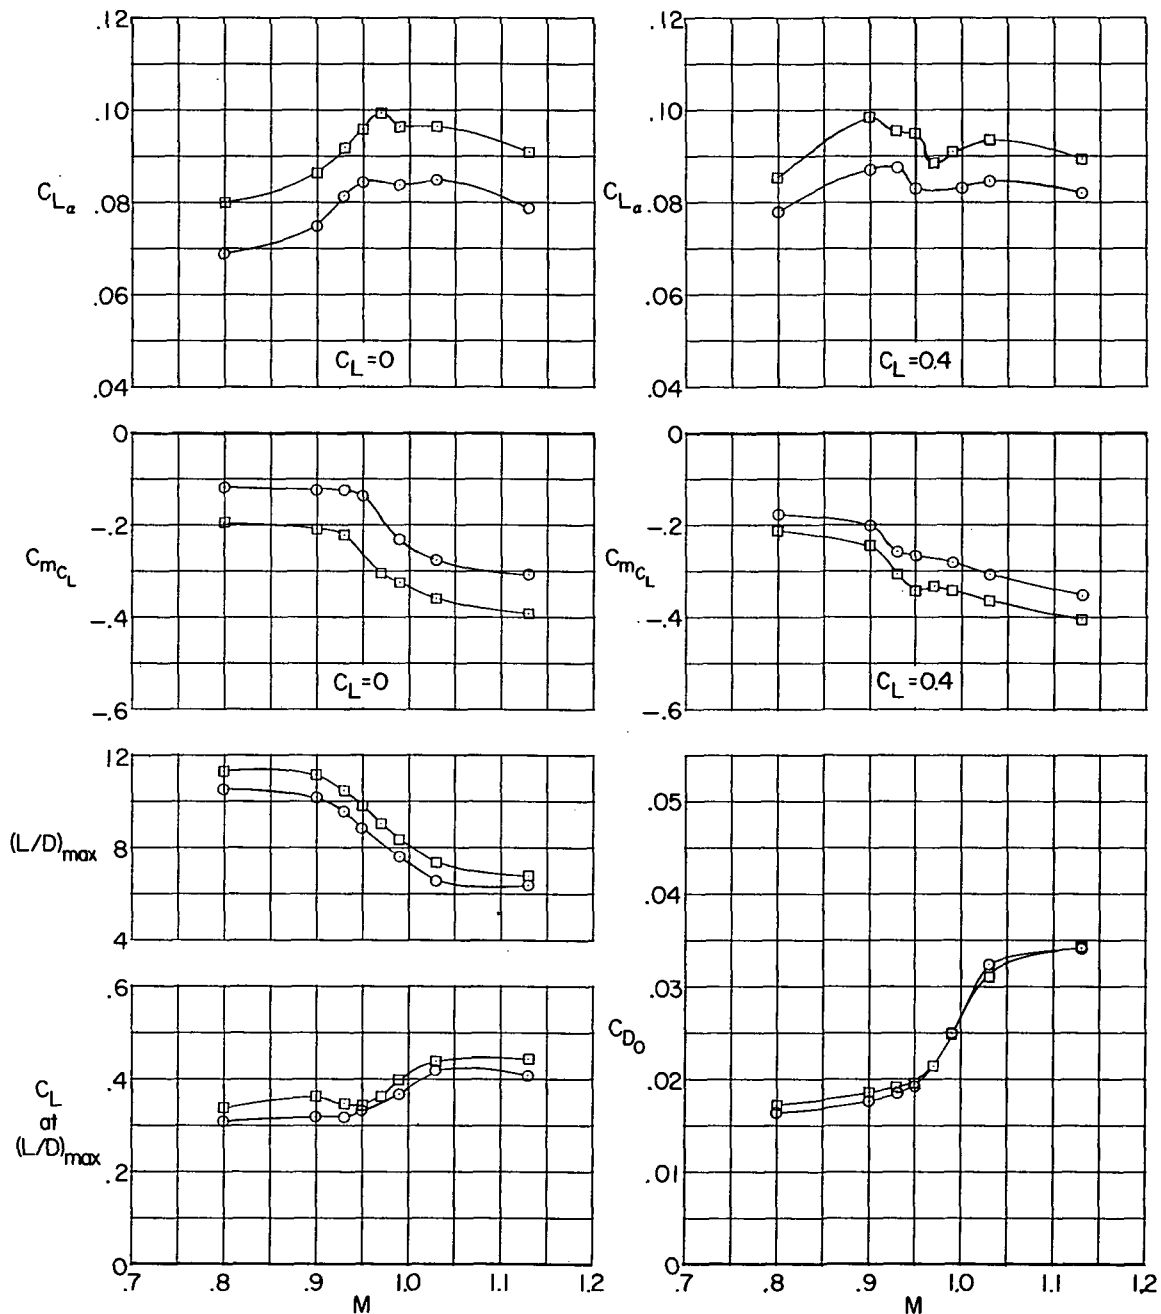 .12
.10
C_Lα .08
.06
.04
C_L=0
.12
.10
C_Lα .08
.06
.04
C_L=0.4
0
-.2
C_mC_L
-.4
-.6
C_L=0
0
-.2
C_mC_L
-.4
-.6
C_L=0.4
12
(L/D)max 8
4
.6
C_L .4
at
(L/D)max .2
0
.7 .8 .9 1.0 1.1 1.2
M
.05
.04
.03
C_D0
.02
.01
0
.7 .8 .9 1.0 1.1 1.2
M